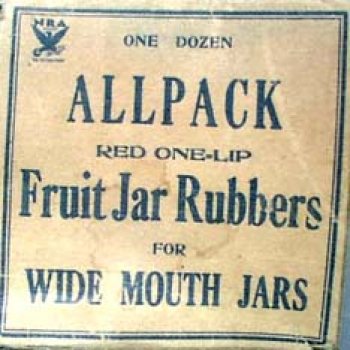 NRA
ONE DOZEN
ALLPACK
RED ONE-LIP
Fruit Jar Rubbers
FOR
WIDE MOUTH JARS